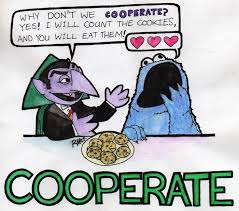 WHY DON'T WE COOPERATE?
YES! I WILL COUNT THE COOKIES,
AND YOU WILL EAT THEM!
COOPERATE